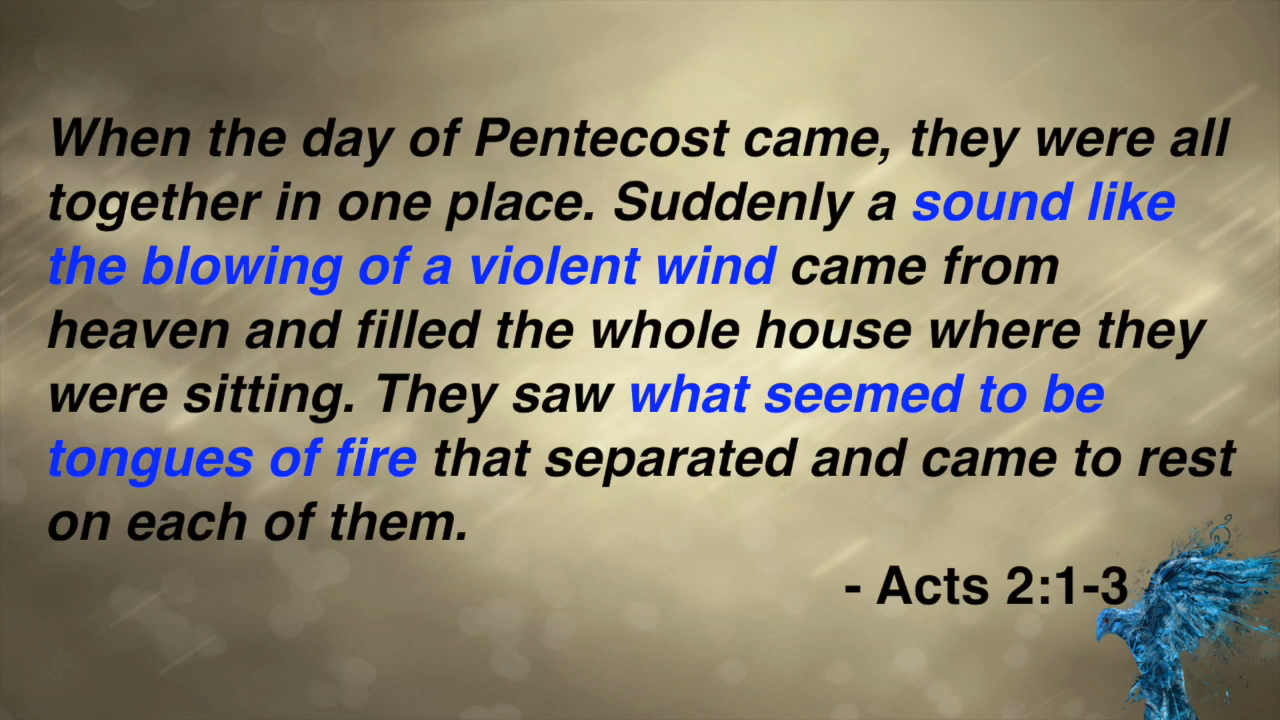 When the day of Pentecost came, they were all
together in one place. Suddenly a sound like
the blowing of a violent wind came from
heaven and filled the whole house where they
were sitting. They saw what seemed to be
tongues of fire that separated and came to rest
on each of them.
- Acts 2:1-3